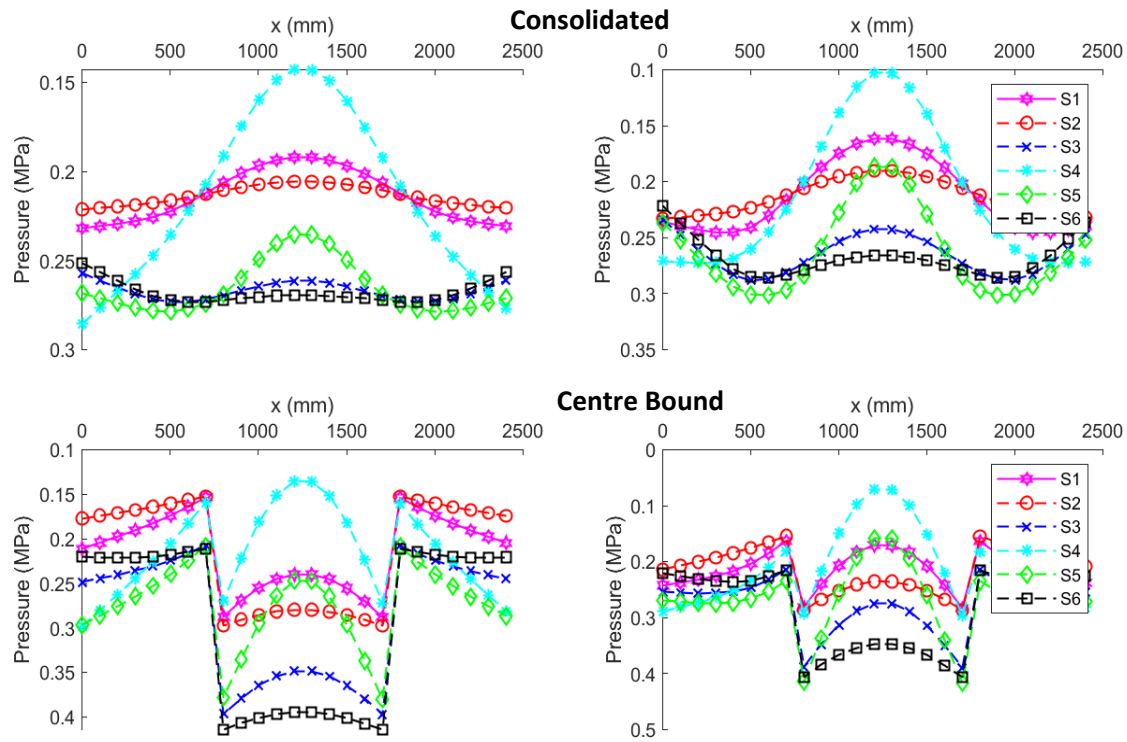 Consolidated
x (mm)
0 500 1000 1500 2000 2500
0.15
0.2
0.25
0.3
Pressure (MPa)
x (mm)
0 500 1000 1500 2000 2500
0.1
0.15
0.2
0.25
0.3
0.35
Pressure (MPa)
S1
S2
S3
S4
S5
S6
Centre Bound
x (mm)
0 500 1000 1500 2000 2500
0.1
0.15
0.2
0.25
0.3
0.35
0.4
Pressure (MPa)
x (mm)
0 500 1000 1500 2000 2500
0
0.1
0.2
0.3
0.4
0.5
Pressure (MPa)
S1
S2
S3
S4
S5
S6